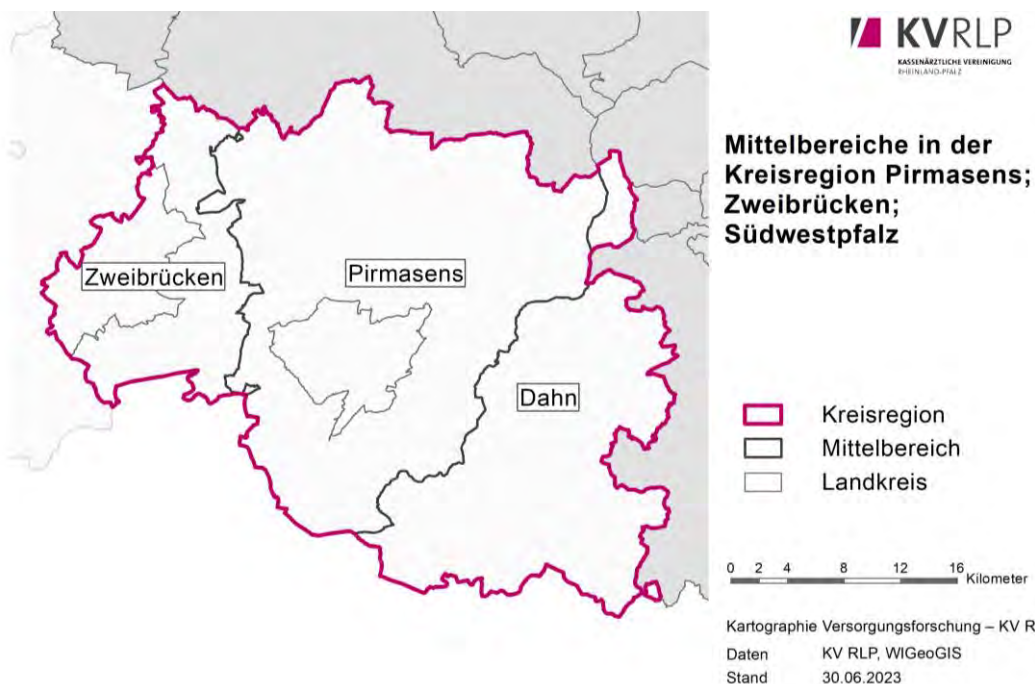 KVRLP
KASSENÄRZTLICHE VEREINIGUNG
RHEINLAND-PFALZ
Mittelbereiche in der
Kreisregion Pirmasens;
Zweibrücken;
Südwestpfalz
Zweibrücken
Pirmasens
Dahn
Kreisregion
Mittelbereich
Landkreis
0 2 4 8 12 16 Kilometer
Kartographie Versorgungsforschung – KV R
Daten KV RLP, WIGeoGIS
Stand 30.06.2023